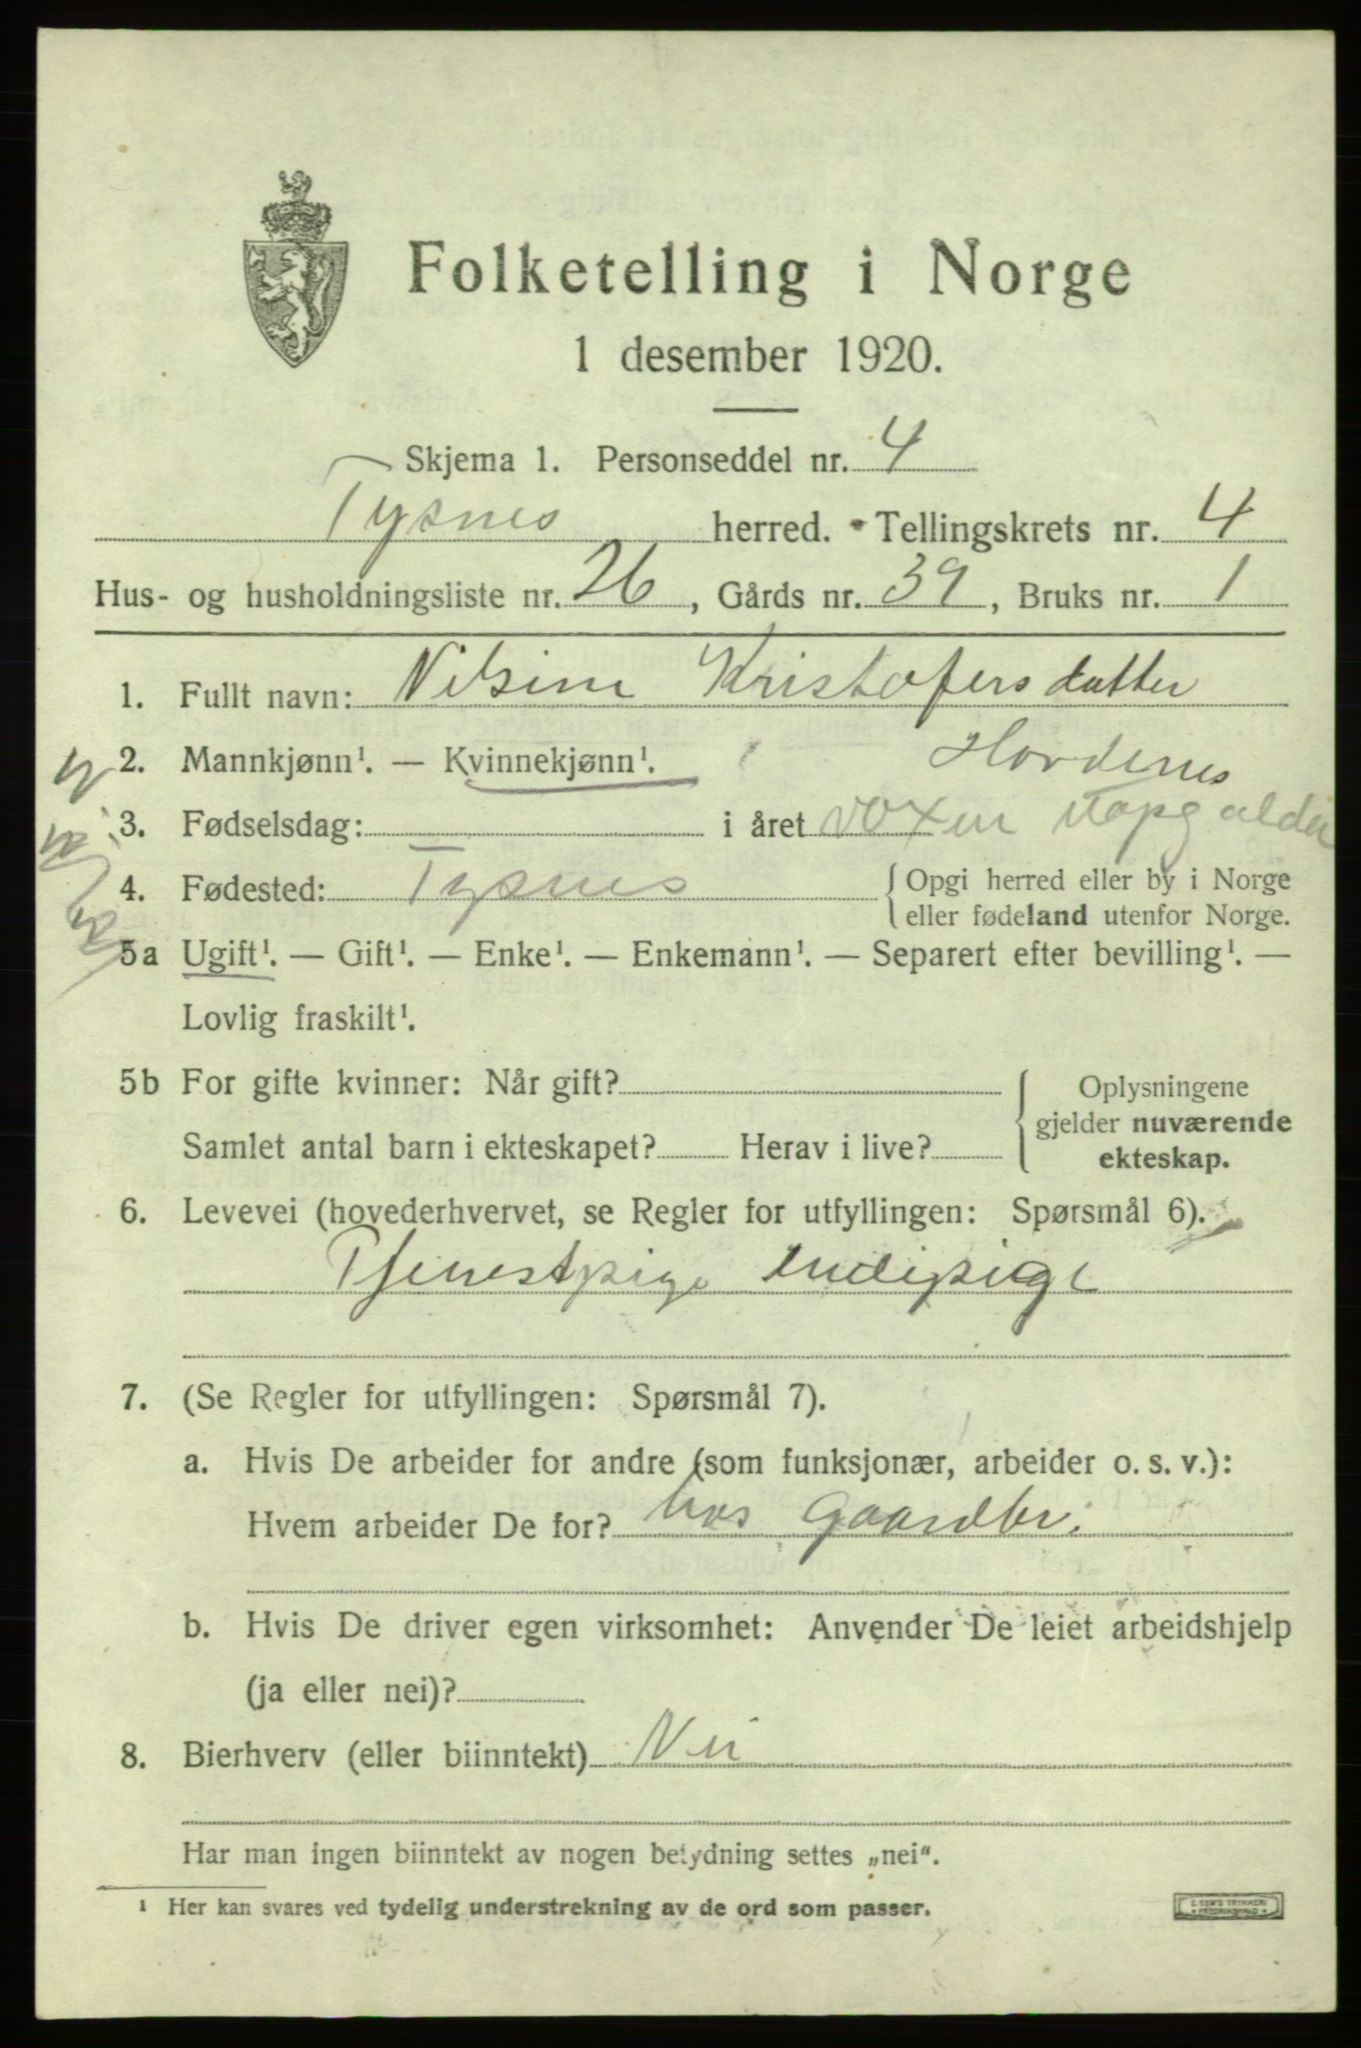 Folketelling i Norge
1 desember 1920.
Skjema 1. Personseddel nr. 4
Tysnes herred. Tellingskrets nr. 4
Hus- og husholdningsliste nr. 26, Gårds nr. 39, Bruks nr. 1
1. Fullt navn: Nilsine Kristofersdatter
Hordenes
2. Mannkjønn¹. — Kvinnekjønn¹.
3. Fødselsdag: i året voxen uopg alder
4. Fødested: Tysnes {Opgi herred eller by i Norge
eller fødeland utenfor Norge.
5a Ugift¹. — Gift¹. — Enke¹. — Enkemann¹. — Separert efter bevilling¹. —
Lovlig fraskilt¹.
5b For gifte kvinner: Når gift? Oplysningene
gjelder nuværende
Samlet antal barn i ekteskapet? Herav i live? ekteskap.
6. Levevei (hovederhvervet, se Regler for utfyllingen: Spørsmål 6).
Tjenestpige indepige
7. (Se Regler for utfyllingen: Spørsmål 7).
a. Hvis De arbeider for andre (som funksjonær, arbeider o. s. v.):
Hvem arbeider De for? hos Gaardbr.
b. Hvis De driver egen virksomhet: Anvender De leiet arbeidshjelp
(ja eller nei)?
8. Bierhverv (eller biinntekt) Nei
Har man ingen biinntekt av nogen betydning settes „nei“.
¹ Her kan svares ved tydelig understrekning av de ord som passer.